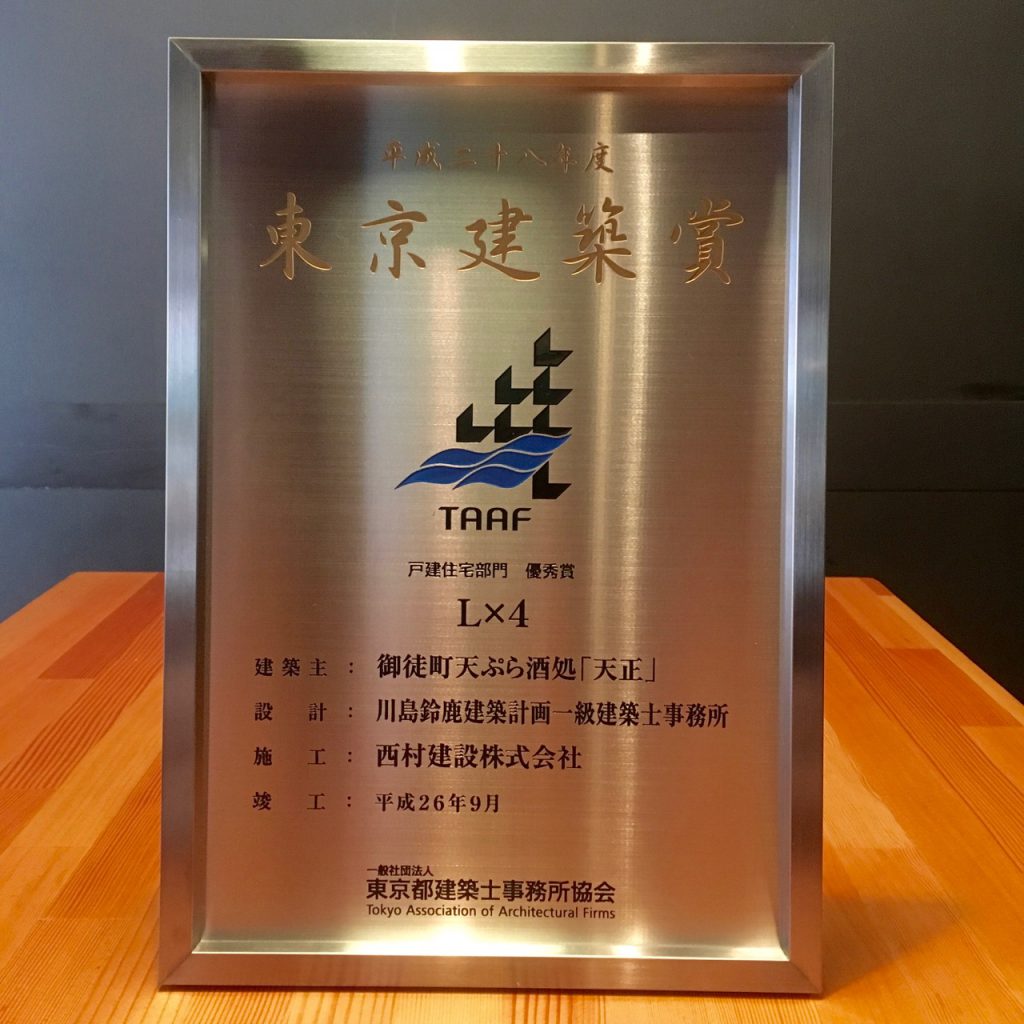 平成二十八年度
東京建築賞
TAAF
戸建住宅部門 優秀賞
L×4
建築主：御徒町天ぷら酒処「天正」
設計：川島鈴鹿建築計画一級建築士事務所
施工：西村建設株式会社
竣工：平成26年9月
一般社団法人
東京都建築士事務所協会
Tokyo Association of Architectural Firms